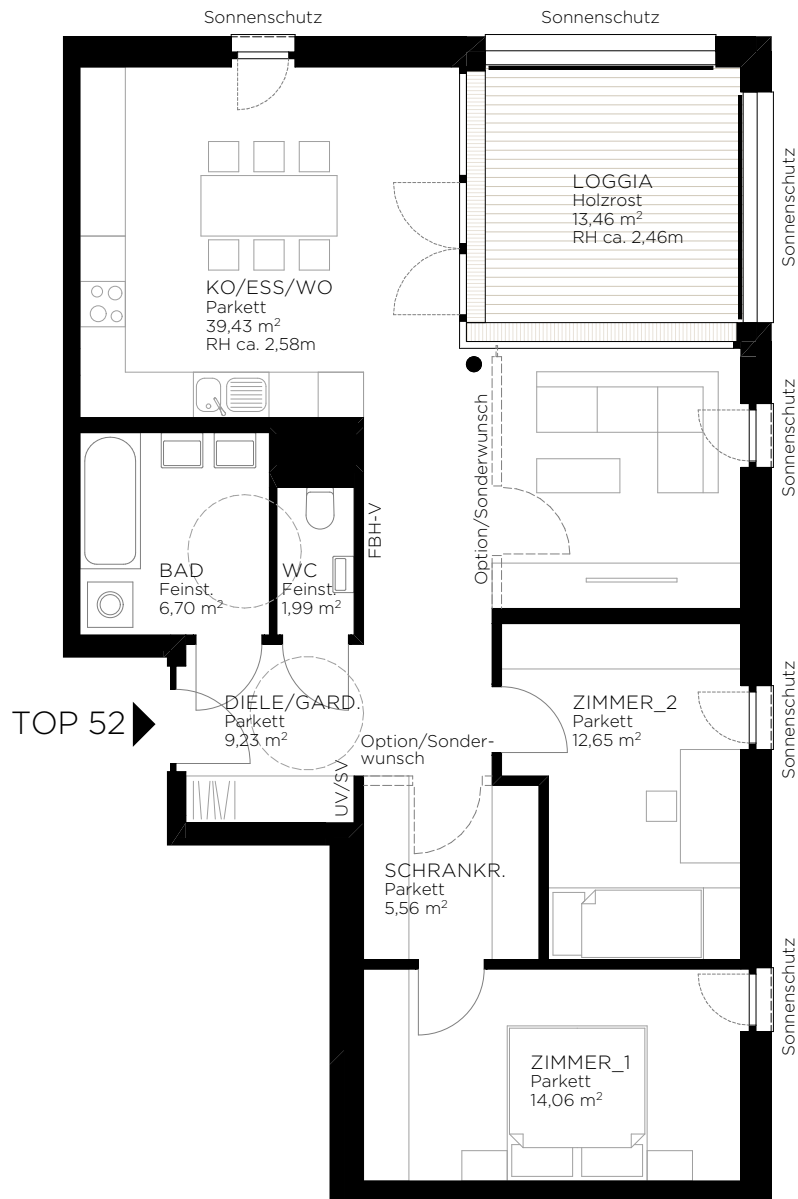 Sonnenschutz
Sonnenschutz
LOGGIA
Holzrost
13,46 m²
RH ca. 2,46m
Sonnenschutz
KO/ESS/WO
Parkett
39,43 m²
RH ca. 2,58m
Sonnenschutz
Option/Sonderwunsch
FBH-V
BAD
Feinst.
6,70 m²
WC
Feinst.
1,99 m²
TOP 52
DIELE/GARD.
Parkett
9,23 m²
Option/Sonder-
wunsch
UV/SV
ZIMMER_2
Parkett
12,65 m²
Sonnenschutz
SCHRANKR.
Parkett
5,56 m²
Sonnenschutz
ZIMMER_1
Parkett
14,06 m²